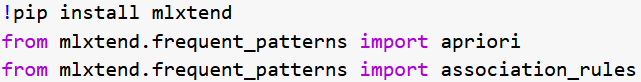 !pip install mlxtend
from mlxtend.frequent_patterns import apriori
from mlxtend.frequent_patterns import association_rules